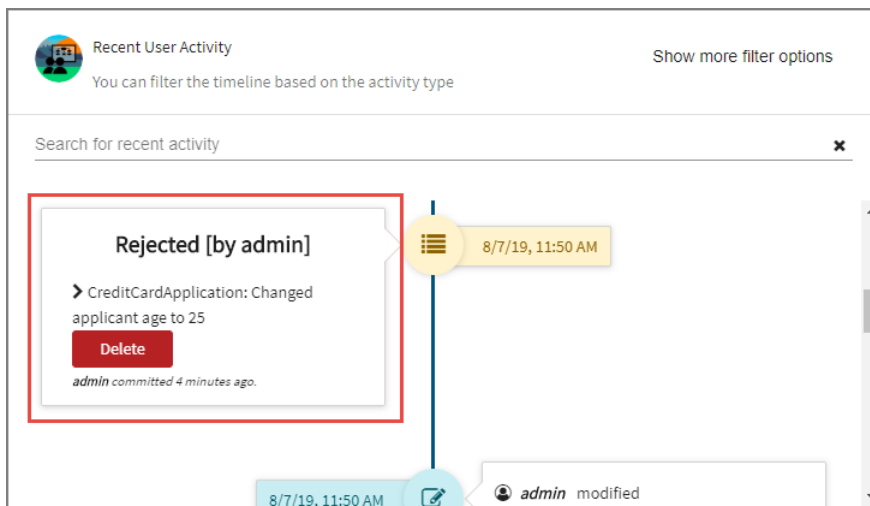 Recent User Activity
Show more filter options
You can filter the timeline based on the activity type
Search for recent activity
Rejected [by admin]
8/7/19, 11:50 AM
CreditCardApplication: Changed
applicant age to 25
Delete
admin committed 4 minutes ago.
8/7/19, 11:50 AM
admin modified